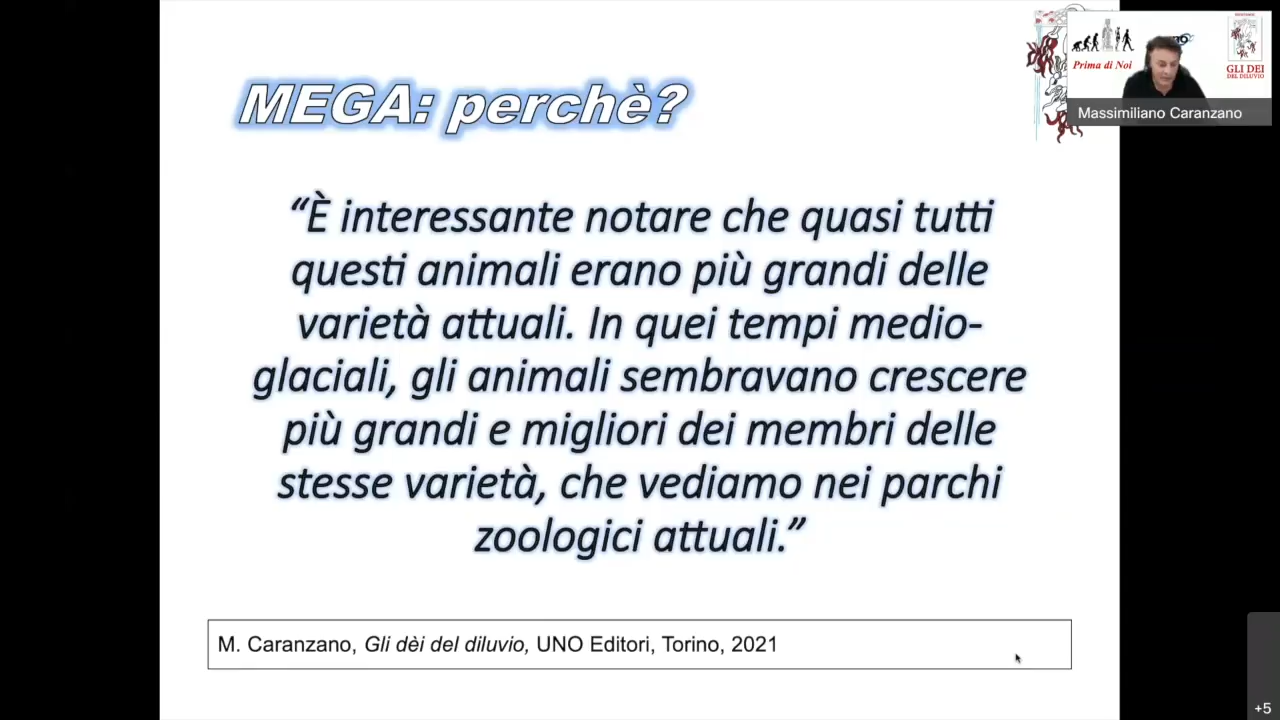 MEGA: perchè?
“È interessante notare che quasi tutti
questi animali erano più grandi delle
varietà attuali. In quei tempi medio-
glaciali, gli animali sembravano crescere
più grandi e migliori dei membri delle
stesse varietà, che vediamo nei parchi
zoologici attuali.”
M. Caranzano, Gli dèi del diluvio, UNO Editori, Torino, 2021
Prima di Noi
GLI DEI
DEL DILUVIO
Massimiliano Caranzano
+5